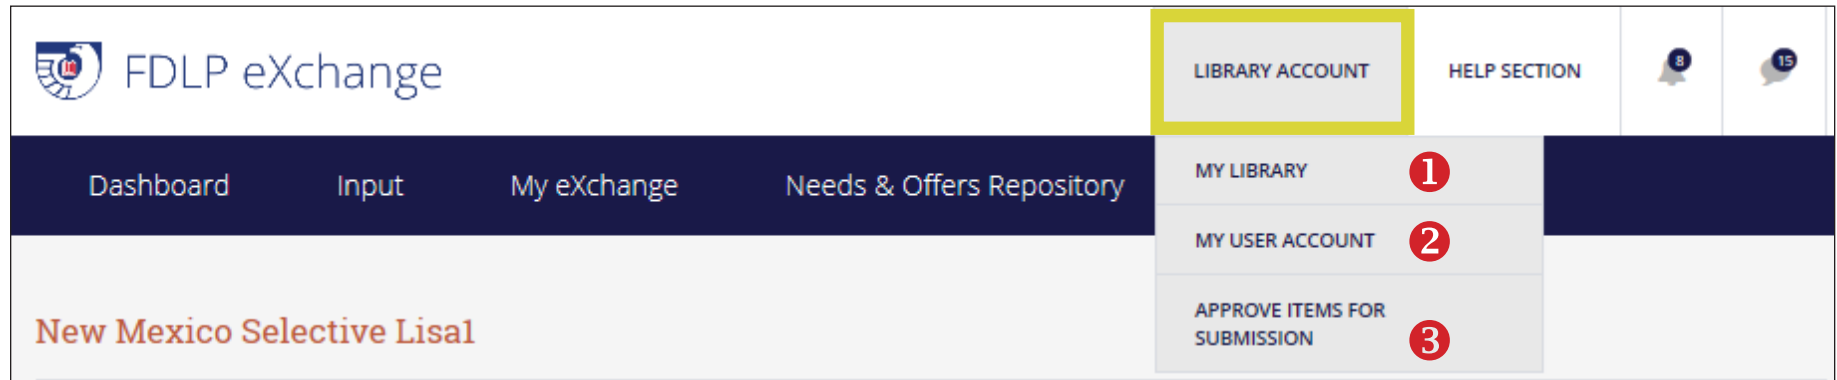 FDLP eXchange
LIBRARY ACCOUNT
HELP SECTION
8
15
Dashboard
Input
My eXchange
Needs & Offers Repository
MY LIBRARY
1
MY USER ACCOUNT
2
APPROVE ITEMS FOR
SUBMISSION
3
New Mexico Selective Lisa1